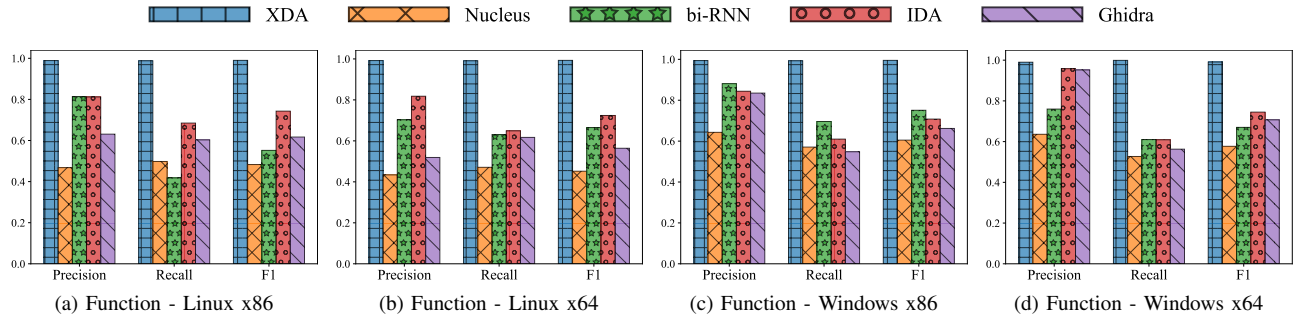 XDA Nucleus bi-RNN IDA Ghidra
1.0
0.8
0.6
0.4
0.2
0.0
Precision Recall F1
(a) Function - Linux x86
1.0
0.8
0.6
0.4
0.2
0.0
Precision Recall F1
(b) Function - Linux x64
1.0
0.8
0.6
0.4
0.2
0.0
Precision Recall F1
(c) Function - Windows x86
1.0
0.8
0.6
0.4
0.2
0.0
Precision Recall F1
(d) Function - Windows x64